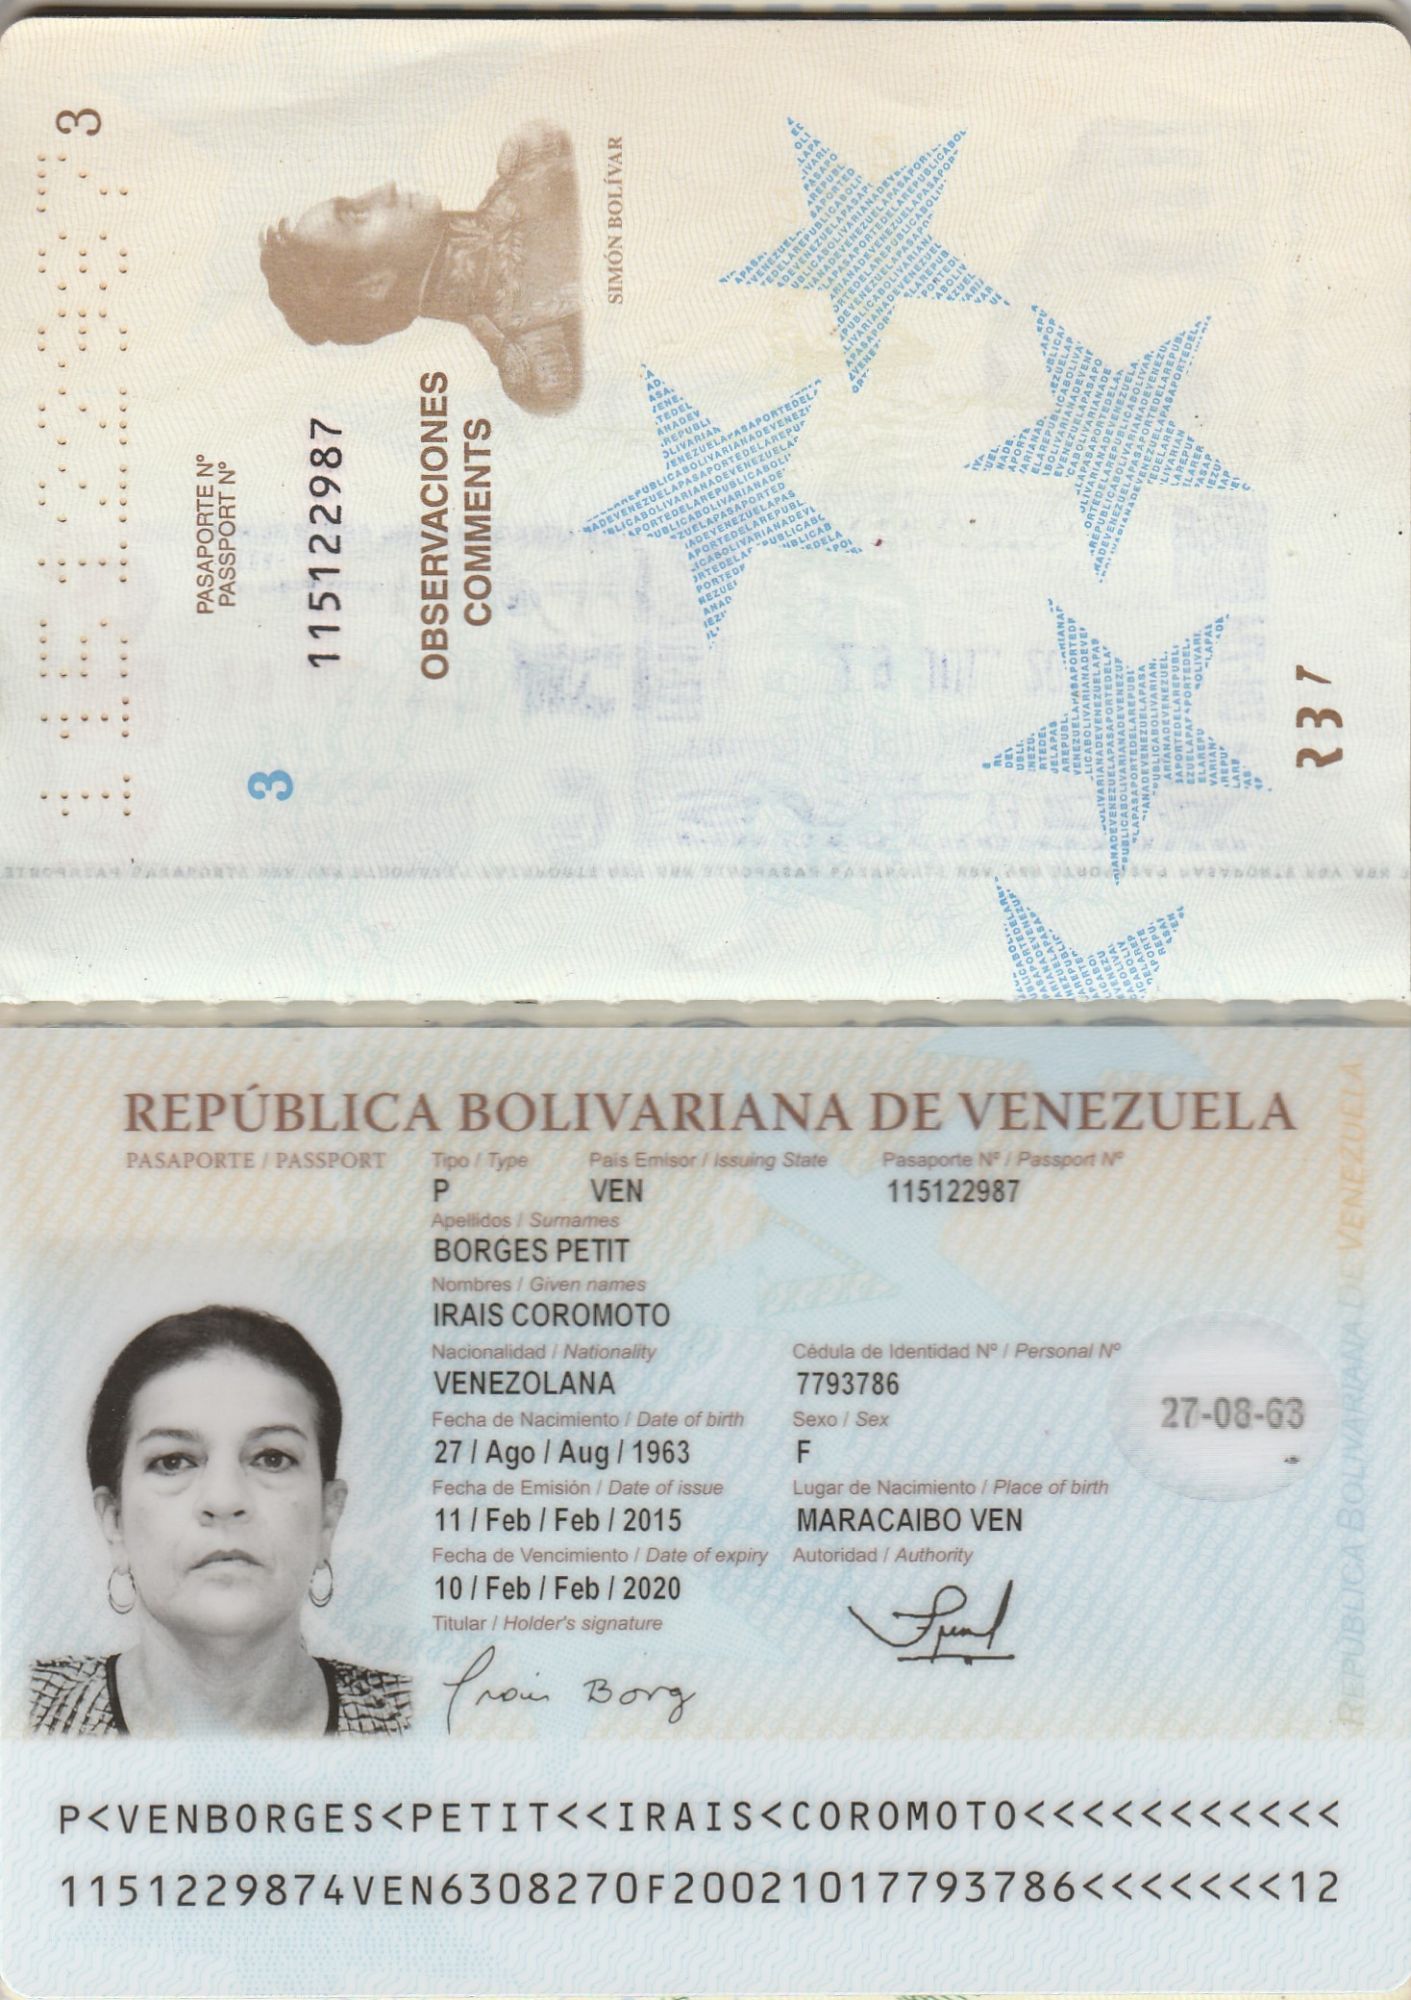 3
PASAPORTE Nº
PASSPORT Nº
3
115122987
OBSERVACIONES
COMMENTS
SIMÓN BOLÍVAR
REPÚBLICA BOLIVARIANA DE VENEZUELA
PASAPORTE / PASSPORT
Tipo / Type País Emisor / Issuing State Pasaporte Nº / Passport Nº
P VEN 115122987
Apellidos / Surnames
BORGES PETIT
Nombres / Given names
IRAIS COROMOTO
Nacionalidad / Nationality Cédula de Identidad Nº / Personal Nº
VENEZOLANA 7793786
Fecha de Nacimiento / Date of birth Sexo / Sex
27 / Ago / Aug / 1963 F
27-08-63
Fecha de Emisión / Date of issue Lugar de Nacimiento / Place of birth
11 / Feb / Feb / 2015 MARACAIBO VEN
Fecha de Vencimiento / Date of expiry Autoridad / Authority
10 / Feb / Feb / 2020
Titular / Holder's signature
Irais Borg
REPUBLICA BOLIVARIANA DE VENEZUELA
P<VENBORGES<PETIT<<IRAIS<COROMOTO<<<<<<<<<<<
1151229874VEN6308270F20021017793786<<<<<<<12